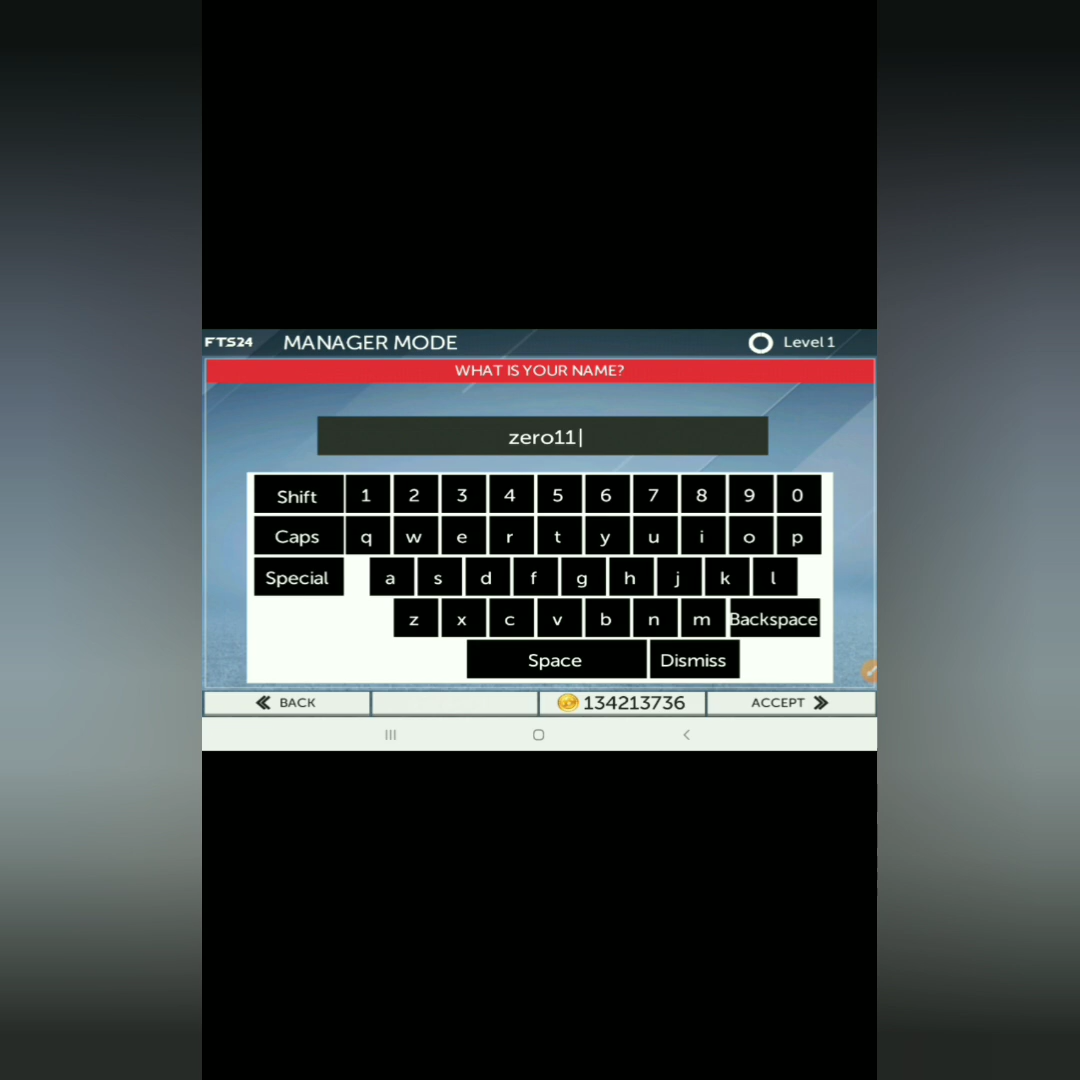 FTS24 MANAGER MODE Level 1
WHAT IS YOUR NAME?
zero11|
Shift 1 2 3 4 5 6 7 8 9 0
Caps q w e r t y u i o p
Special a s d f g h j k l
z x c v b n m Backspace
Space Dismiss
BACK 134213736 ACCEPT